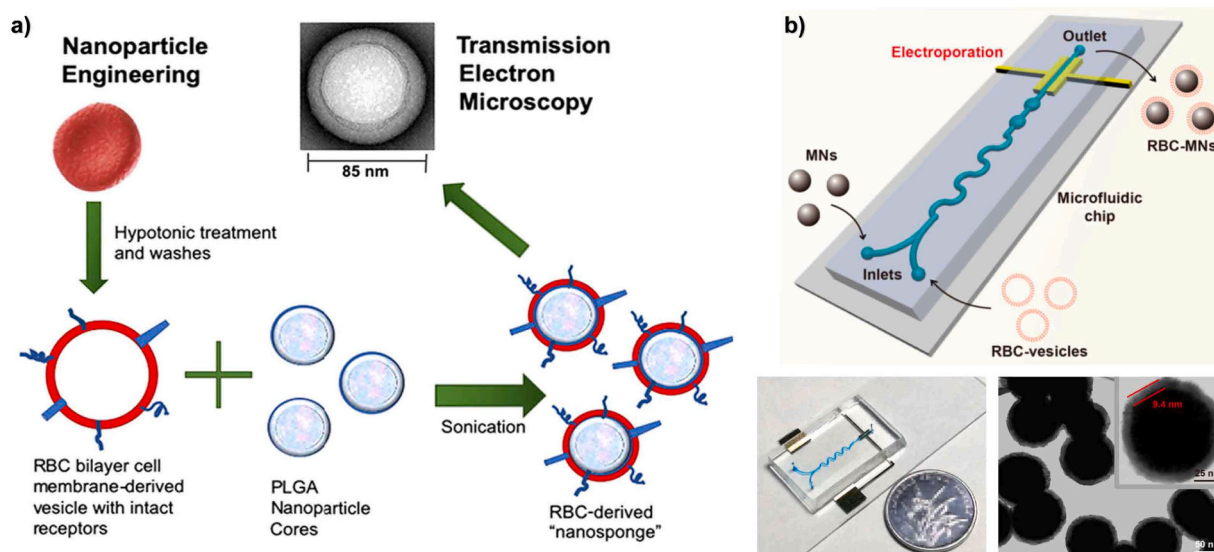 a)
Nanoparticle
Engineering
Transmission
Electron
Microscopy
85 nm
Hypotonic treatment
and washes
Sonication
RBC bilayer cell
membrane-derived
vesicle with intact
receptors
PLGA
Nanoparticle
Cores
RBC-derived
“nanosponge”
b)
Outlet
Electroporation
RBC-MNs
MNs
Microfluidic
chip
Inlets
RBC-vesicles
9.4 nm
25 n
50 n